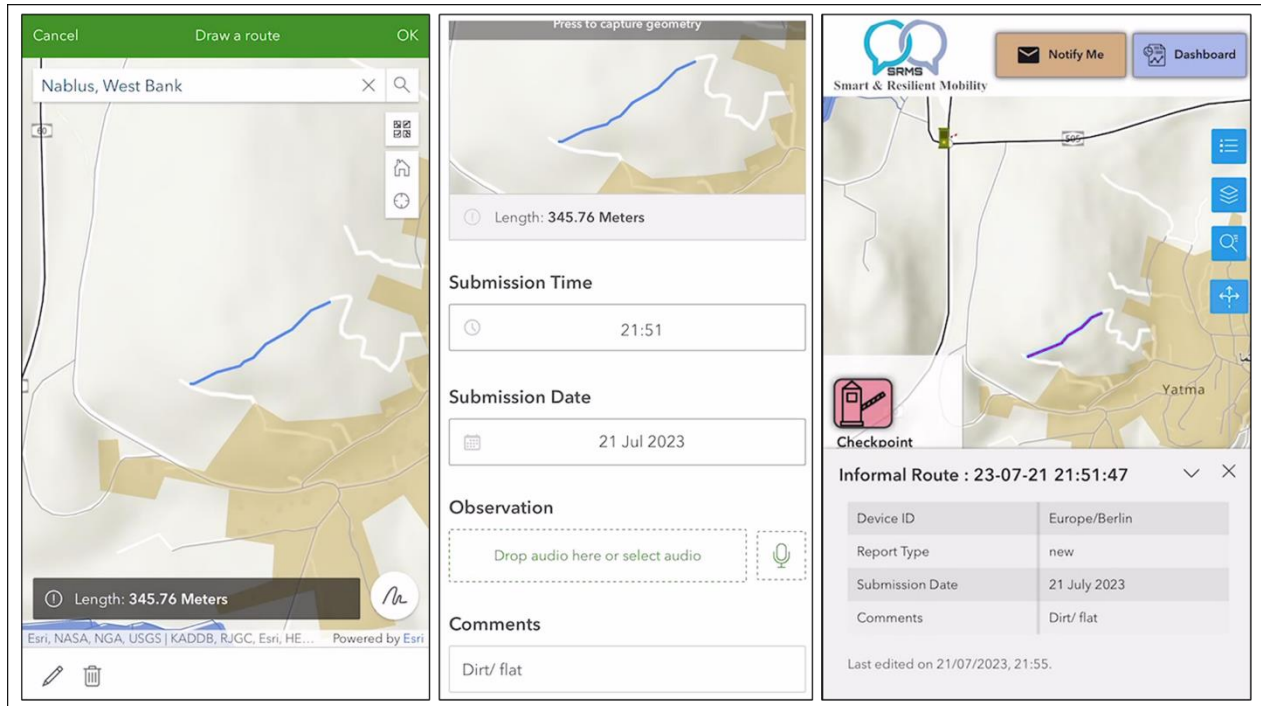 Cancel Draw a route OK
Nablus, West Bank
60
Length: 345.76 Meters
Esri, NASA, NGA, USGS | KADDB, RJGC, Esri, HE... Powered by Esri
Press to capture geometry
Length: 345.76 Meters
Submission Time
21:51
Submission Date
21 Jul 2023
Observation
Drop audio here or select audio
Comments
Dirt/ flat
SRMS
Smart & Resilient Mobility
Notify Me
Dashboard
505
Yatma
Checkpoint
Informal Route : 23-07-21 21:51:47
Device ID Europe/Berlin
Report Type new
Submission Date 21 July 2023
Comments Dirt/ flat
Last edited on 21/07/2023, 21:55.